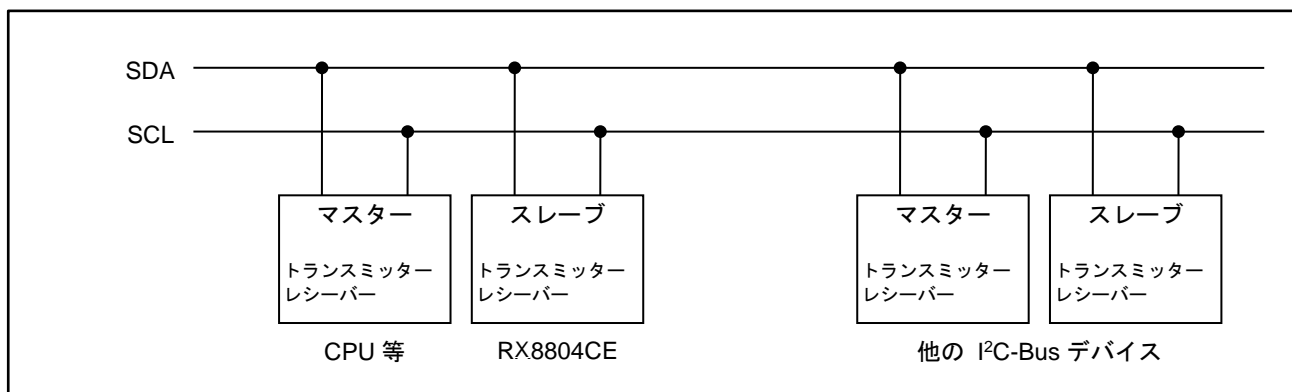 SDA
SCL
マスター
トランスミッター
レシーバー
CPU 等
スレーブ
トランスミッター
レシーバー
RX8804CE
マスター
トランスミッター
レシーバー
スレーブ
トランスミッター
レシーバー
他の I²C-Bus デバイス